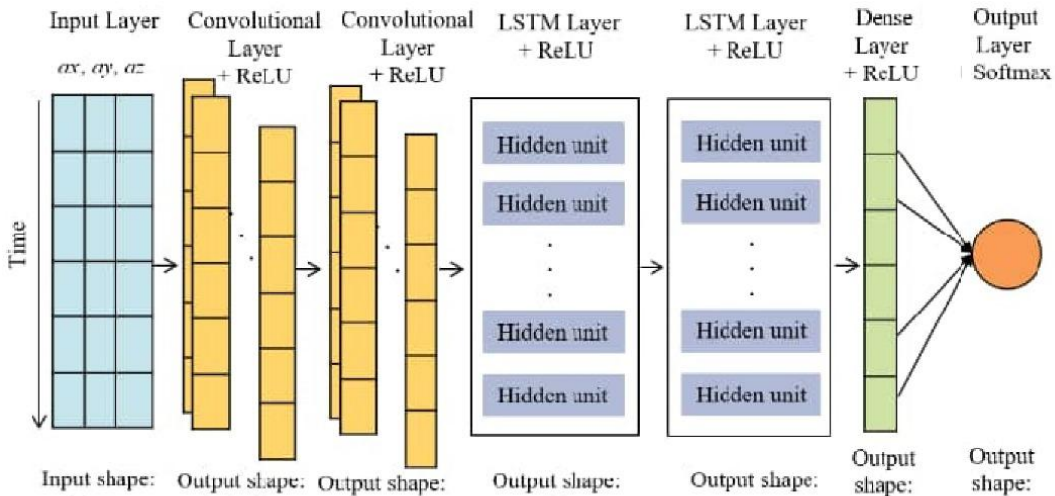 Input Layer
ax, ay, az
Time
Input shape:
Convolutional
Layer
+ ReLU
Output shape:
Convolutional
Layer
+ ReLU
Output shape:
LSTM Layer
+ ReLU
Hidden unit
Hidden unit
Hidden unit
Hidden unit
Output shape:
LSTM Layer
+ ReLU
Hidden unit
Hidden unit
Hidden unit
Hidden unit
Output shape:
Dense
Layer
+ ReLU
Output
shape:
Output
Layer
Softmax
Output
shape: